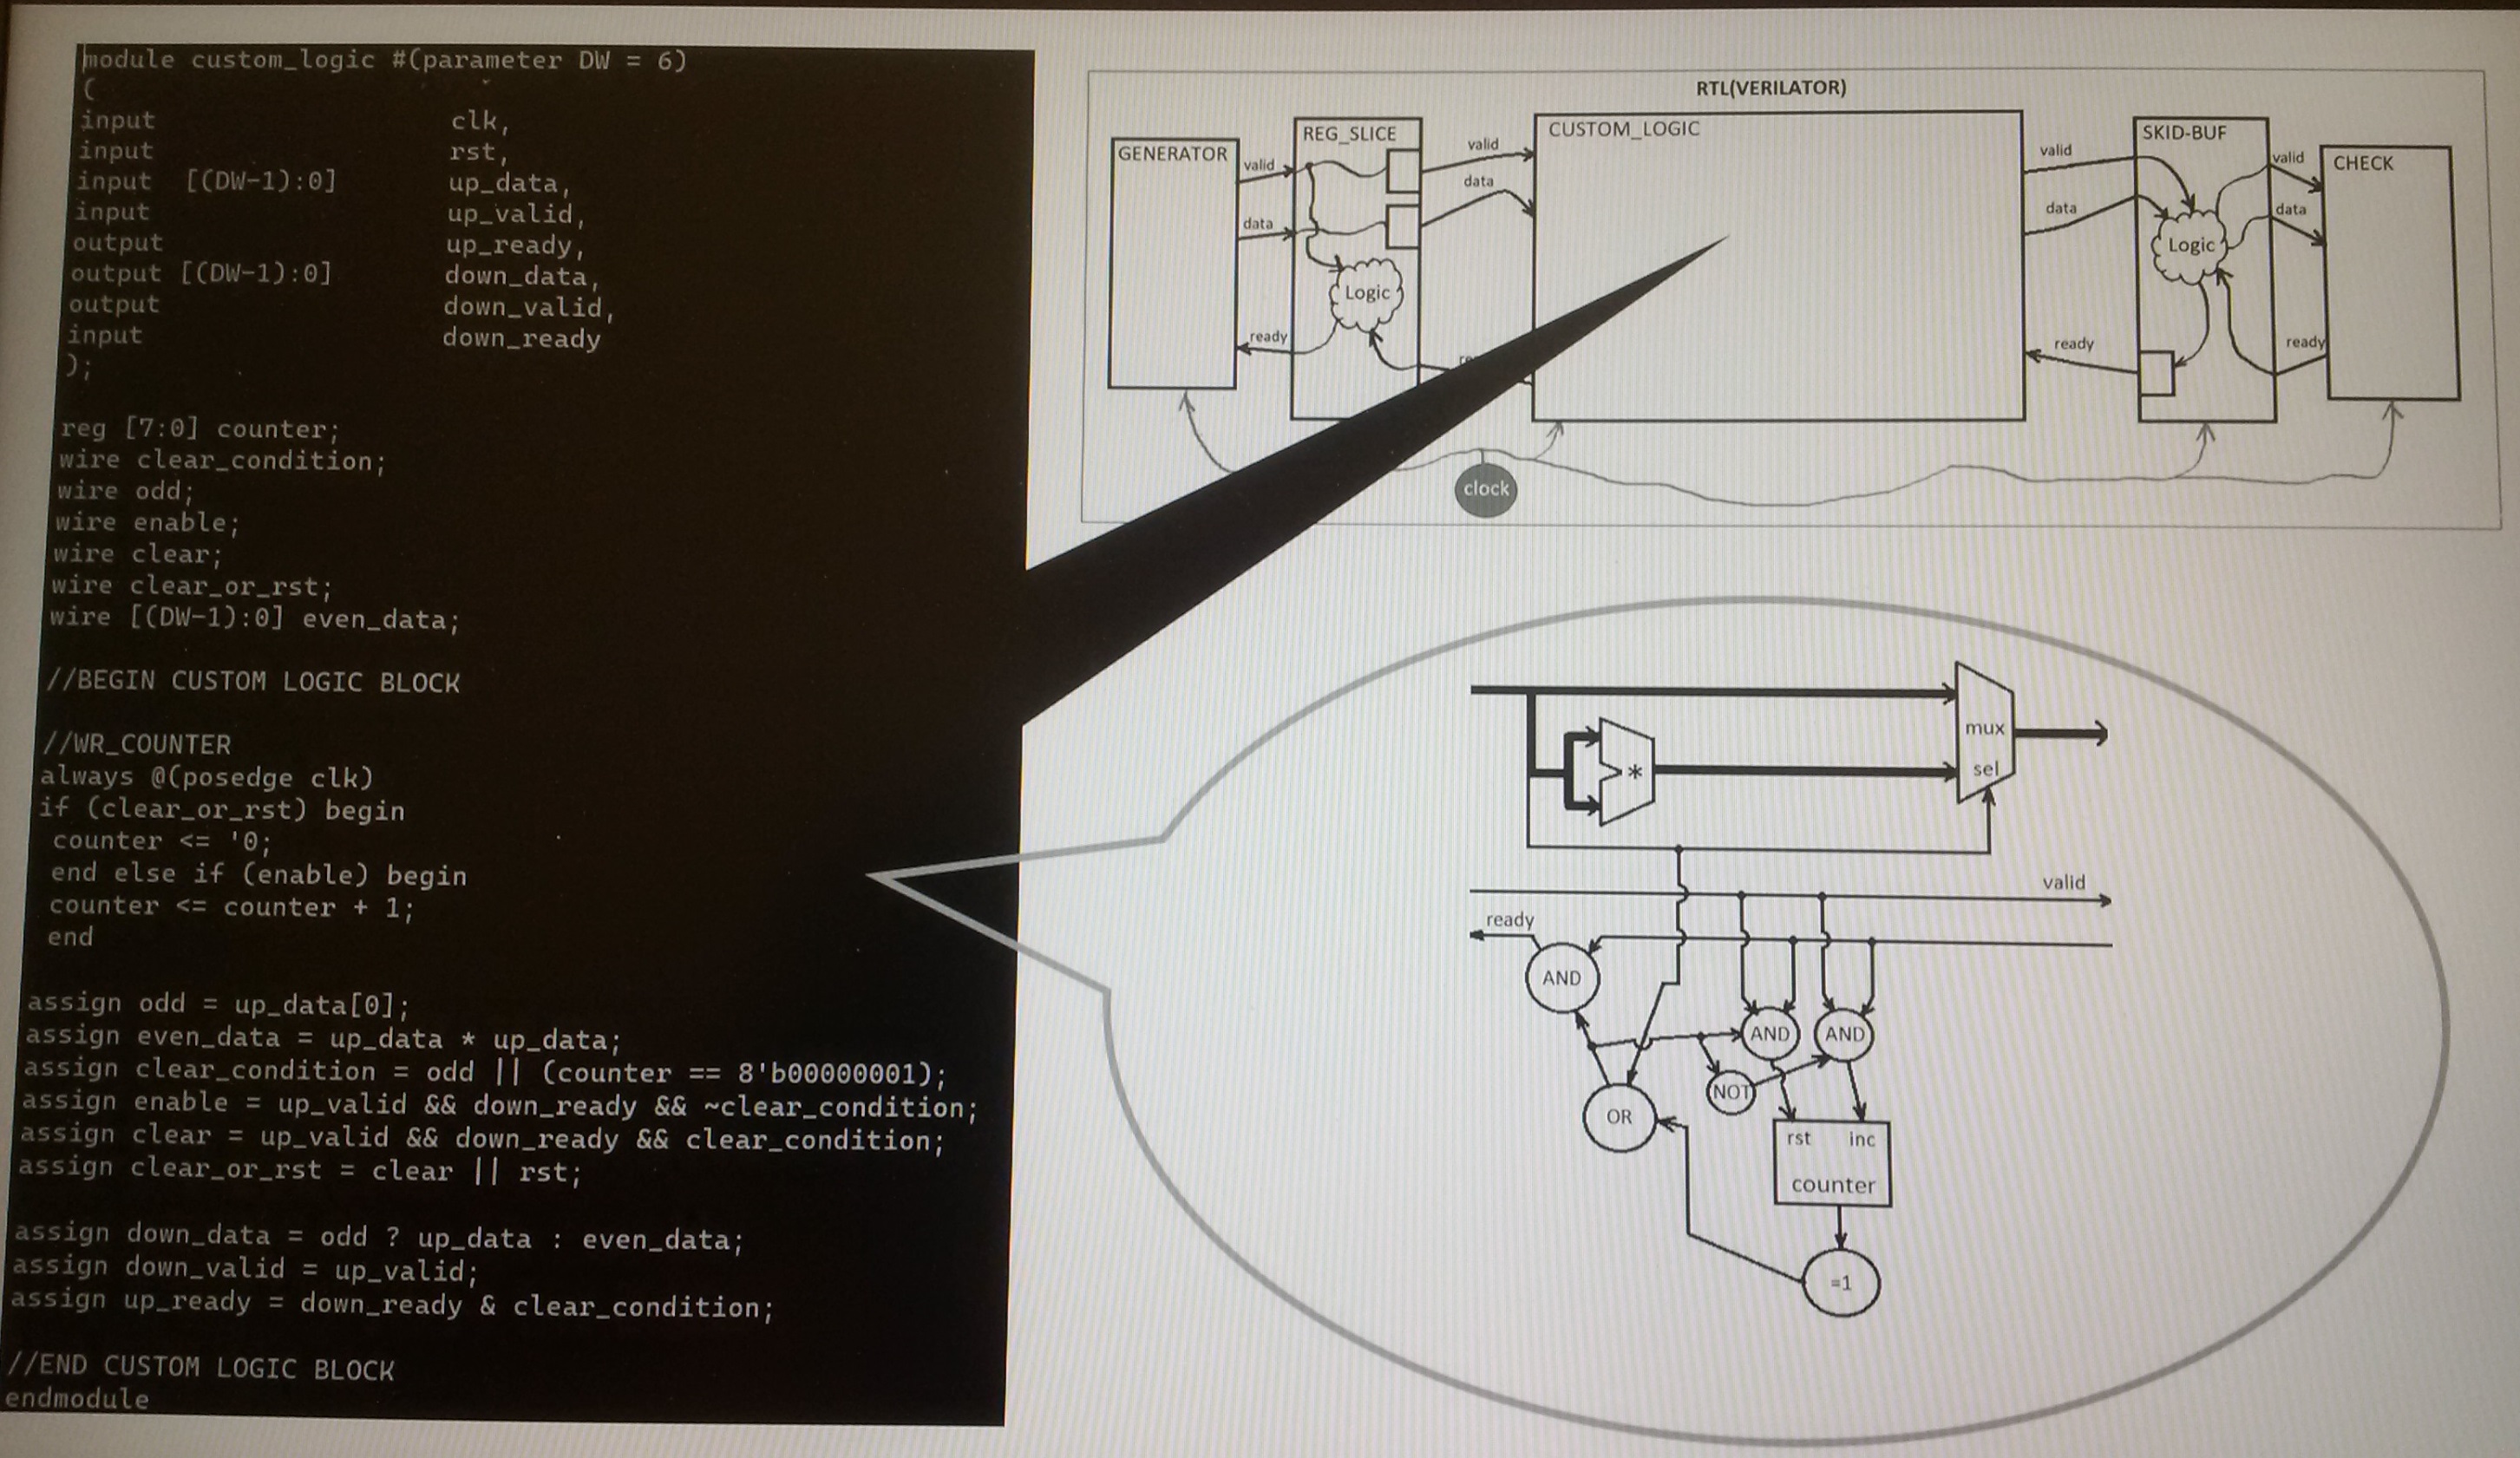 module custom_logic #(parameter DW = 6)
(
input clk,
input rst,
input [(DW-1):0] up_data,
input up_valid,
output up_ready,
output [(DW-1):0] down_data,
output down_valid,
input down_ready
);
reg [7:0] counter;
wire clear_condition;
wire odd;
wire enable;
wire clear;
wire clear_or_rst;
wire [(DW-1):0] even_data;
//BEGIN CUSTOM LOGIC BLOCK
//WR_COUNTER
always @(posedge clk)
if (clear_or_rst) begin
counter <= '0;
end else if (enable) begin
counter <= counter + 1;
end
assign odd = up_data[0];
assign even_data = up_data * up_data;
assign clear_condition = odd || (counter == 8'b00000001);
assign enable = up_valid && down_ready && ~clear_condition;
assign clear = up_valid && down_ready && clear_condition;
assign clear_or_rst = clear || rst;
assign down_data = odd ? up_data : even_data;
assign down_valid = up_valid;
assign up_ready = down_ready & clear_condition;
//END CUSTOM LOGIC BLOCK
endmodule
RTL(VERILATOR)
GENERATOR
valid
data
ready
REG_SLICE
Logic
valid
data
CUSTOM_LOGIC
valid
data
ready
SKID-BUF
Logic
valid
data
ready
CHECK
clock
mux
sel
*
valid
ready
AND
AND
AND
NOT
OR
rst inc
counter
=1